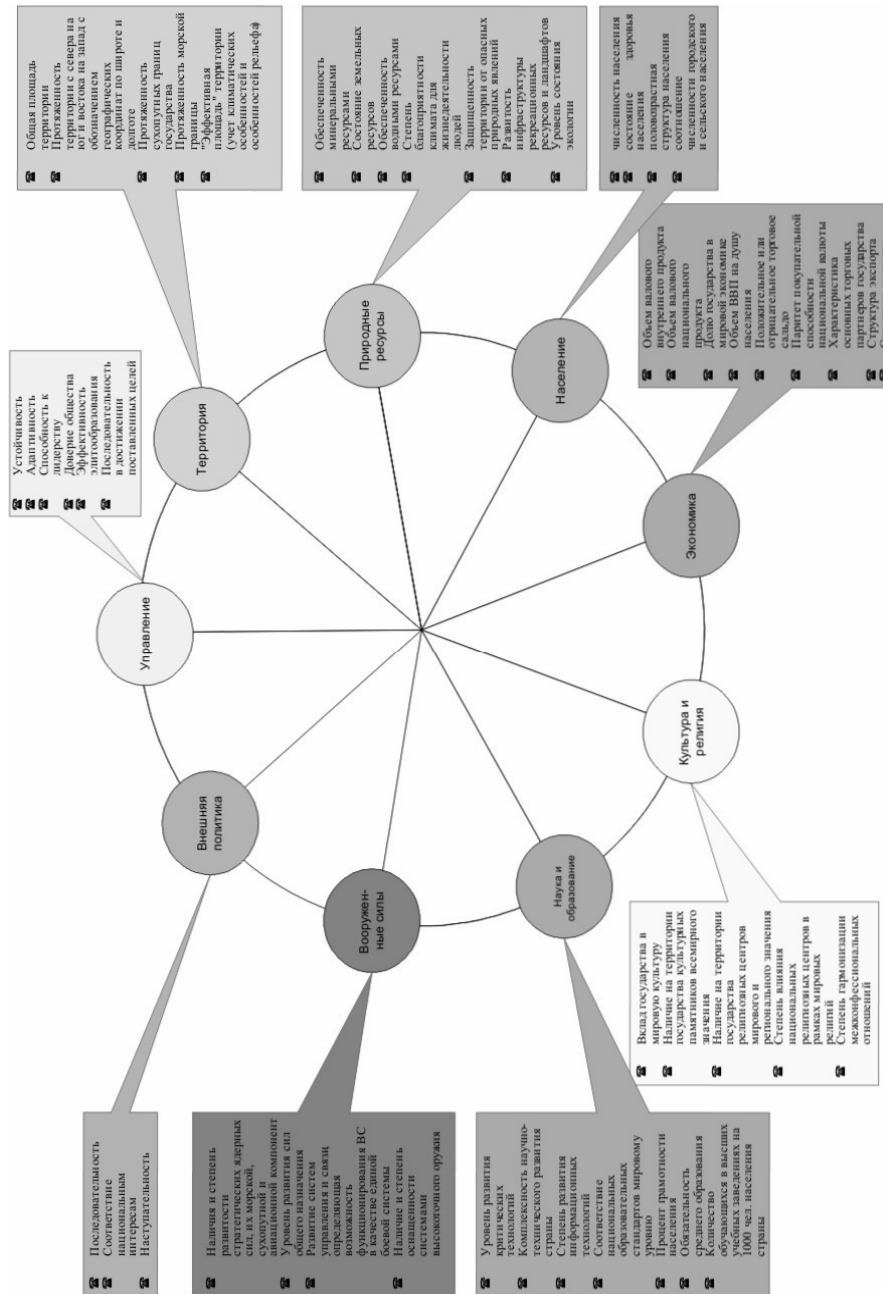 Последовательность
Соответствие
национальным
интересам
Наступательность
Наличия и степень
развитости
стратегических ядерных
сил, их морской,
сухопутной и
авиационной компонент
Уровень развития сил
общего назначения
Развитие систем
управления и связи,
определяющая
возможность
функционирования ВС
в качестве единой
боевой системы
Наличие и степень
оснащенности
системами
высокоточного оружия
Уровень развития
критических
технологий
Комплексность научно-
технического развития
страны
Степень развития
информационных
технологий
Соответствие
национальных
образовательных
стандартов мировому
уровню
Процент грамотности
населения
Обязательность
среднего образования
Количество
обучающихся в высших
учебных заведениях на
1000 чел. населения
страны
Вклад государства в
мировую культуру
Наличие на территории
государства культурных
памятников всемирного
значения
Наличие на территории
государства
религиозных центров
мирового и
регионального значения
Степень влияния
национальных
религиозных центров в
рамках мировых
религий
Степень гармонизации
межконфессиональных
отношений
Внешняя
политика
Вооружен-
ные силы
Наука и
образование
Культура и
религия
Управление
Территория
Природные
ресурсы
Население
Экономика
Устойчивость
Адаптивность
Способность к
лидерству
Доверие общества
Эффективность
элитообразования
Последовательность
в достижении
поставленных целей
Общая площадь
территории
Протяженность
территории с севера на
юг и востока на запад с
обозначением
географических
координат по широте и
долготе
Протяженность
сухопутных границ
государства
Протяженность морской
границы
"Эффективная
площадь" территории
(учет климатических
особенностей и
особенностей рельефа)
Обеспеченность
минеральными
ресурсами
Состояние земельных
ресурсов
Обеспеченность
водными ресурсами
Степень
благоприятности
климата для
жизнедеятельности
людей
Защищенность
территории от опасных
природных явлений
Развитость
инфраструктуры
рекреационных
ресурсов и ландшафтов
Уровень состояния
экологии
численность населения
состояние здоровья
населения
половозрастная
структура населения
соотношение
численности городского
и сельского населения
Объем валового
внутреннего продукта
Объем валового
национального
продукта
Долю государства в
мировой экономике
Объем ВВП на душу
населения
Положительное или
отрицательное торговое
сальдо
Паритет покупательной
способности
национальной валюты
Характеристика
основных торговых
партнеров государства
Структура экспорта